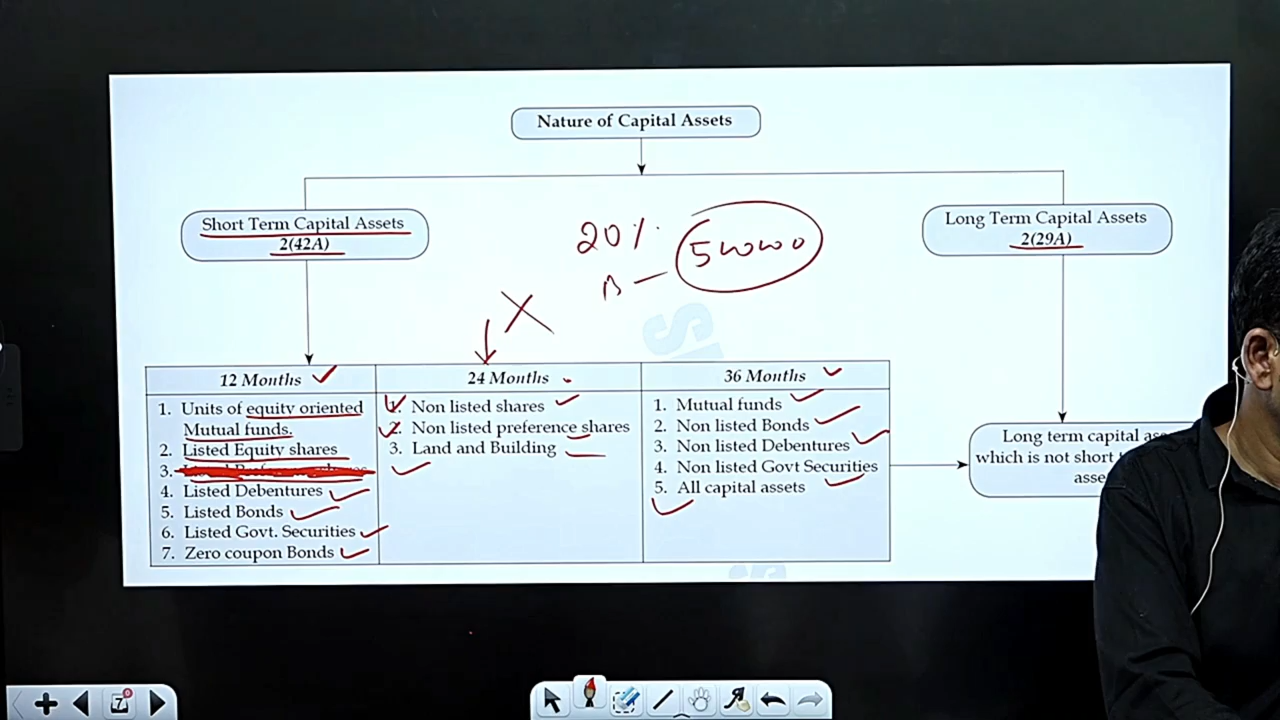 Nature of Capital Assets
Short Term Capital Assets
2(42A)
Long Term Capital Assets
2(29A)
20%
12 Months
24 Months
36 Months
1. Units of equity oriented
Mutual funds.
2. Listed Equity shares
3.
4. Listed Debentures
5. Listed Bonds
6. Listed Govt. Securities
7. Zero coupon Bonds
1. Non listed shares
2. Non listed preference shares
3. Land and Building
1. Mutual funds
2. Non listed Bonds
3. Non listed Debentures
4. Non listed Govt Securities
5. All capital assets
Long term capital
which is not short
7